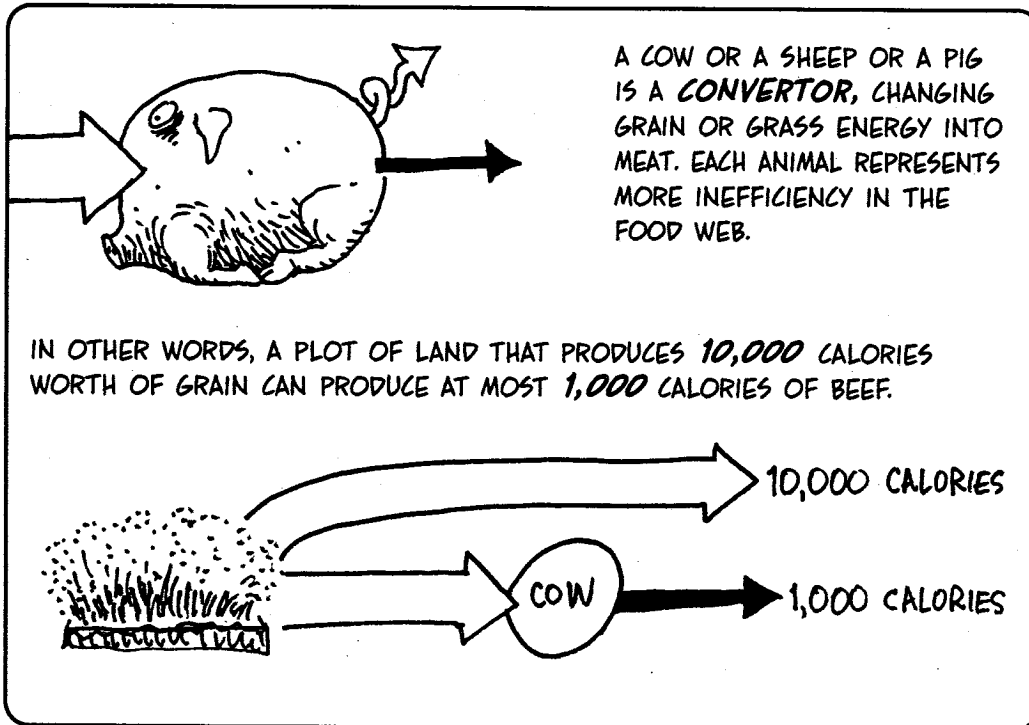 A COW OR A SHEEP OR A PIG
IS A CONVERTOR, CHANGING
GRAIN OR GRASS ENERGY INTO
MEAT. EACH ANIMAL REPRESENTS
MORE INEFFICIENCY IN THE
FOOD WEB.
IN OTHER WORDS, A PLOT OF LAND THAT PRODUCES 10,000 CALORIES
WORTH OF GRAIN CAN PRODUCE AT MOST 1,000 CALORIES OF BEEF.
10,000 CALORIES
COW
1,000 CALORIES